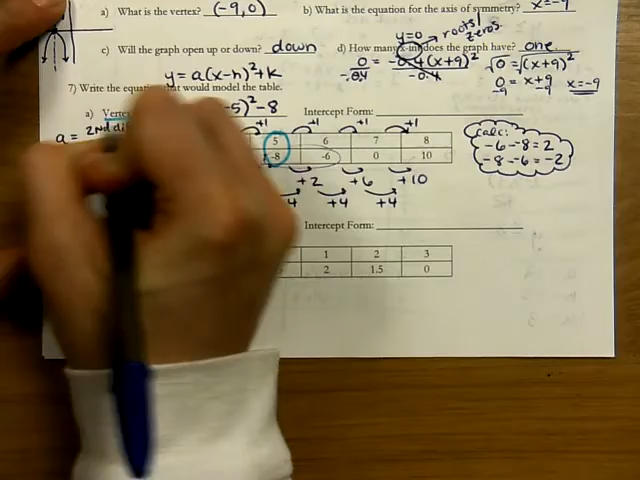 a) What is the vertex? (-9,0)
b) What is the equation for the axis of symmetry? x=-9
y=0 → roots/zeros.
c) Will the graph open up or down? down
d) How many x-int does the graph have? one
y = a(x-h)²+k
0 = -0.4(x+9)²
-0.4 -0.4
√0 = √(x+9)²
0 = x+9
-9 -9
x=-9
7) Write the equation that would model the table.
a) Vertex -5)² -8
Intercept Form:
a = 2nd di
+1 +1 +1 +1
5 6 7 8
-8 -6 0 10
+2 +6 +10
4 +4 +4
calc:
-6--8=2
-8--6=-2
Intercept Form:
1 2 3
2 1.5 0